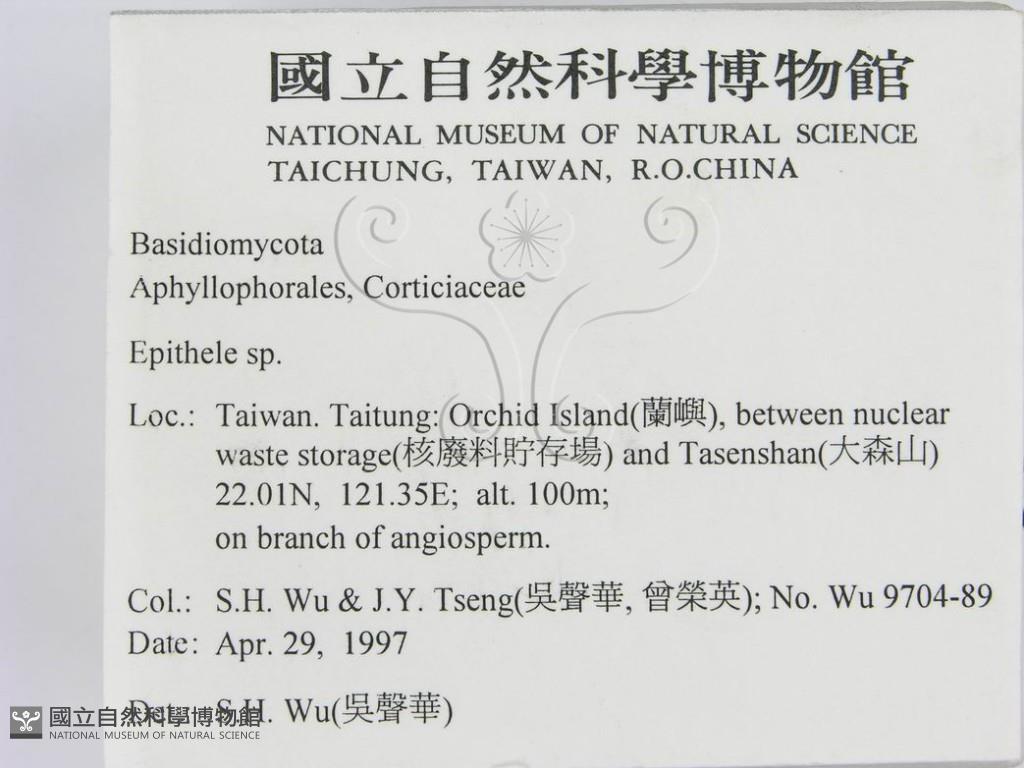 國立自然科學博物館
NATIONAL MUSEUM OF NATURAL SCIENCE
TAICHUNG, TAIWAN, R.O.CHINA
Basidiomycota
Aphyllophorales, Corticiaceae
Epithele sp.
Loc.: Taiwan. Taitung: Orchid Island(蘭嶼), between nuclear
waste storage(核廢料貯存場) and Tasenshan(大森山)
22.01N, 121.35E; alt. 100m;
on branch of angiosperm.
Col.: S.H. Wu & J.Y. Tseng(吳聲華, 曾榮英); No. Wu 9704-89
Date: Apr. 29, 1997
Det.: S.H. Wu(吳聲華)
國立自然科學博物館
NATIONAL MUSEUM OF NATURAL SCIENCE